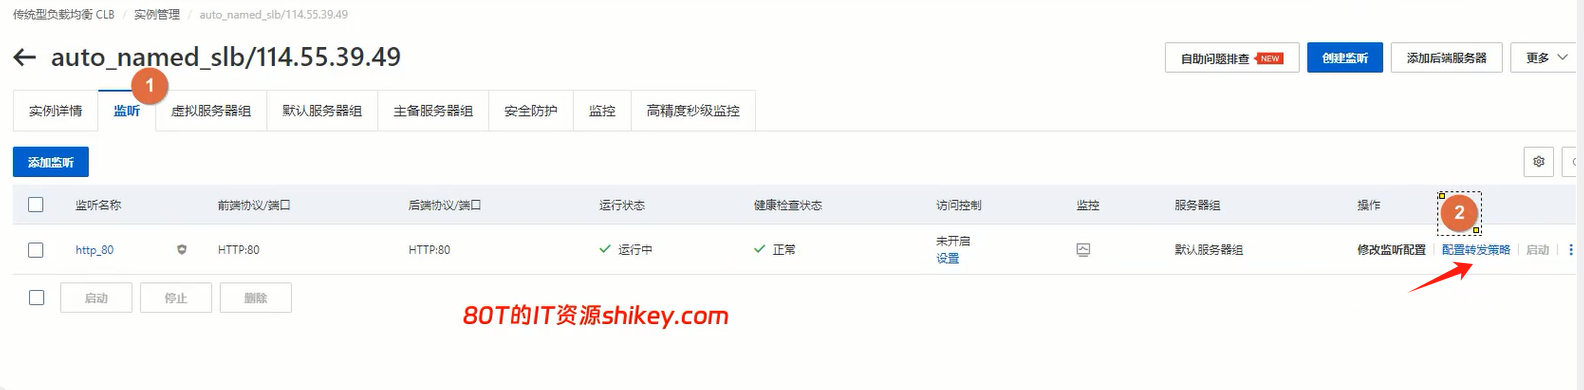 传统型负载均衡 CLB / 实例管理 / auto_named_slb/114.55.39.49
← auto_named_slb/114.55.39.49
自助问题排查 NEW 创建监听 添加后端服务器 更多
1
实例详情 监听 虚拟服务器组 默认服务器组 主备服务器组 安全防护 监控 高精度秒级监控
添加监听
监听名称 前端协议/端口 后端协议/端口 运行状态 健康检查状态 访问控制 监控 服务器组 操作
2
http_80 HTTP:80 HTTP:80 运行中 正常 未开启 默认服务器组 修改监听配置 配置转发策略 启动
设置
启动 停止 删除
80T的IT资源shikey.com